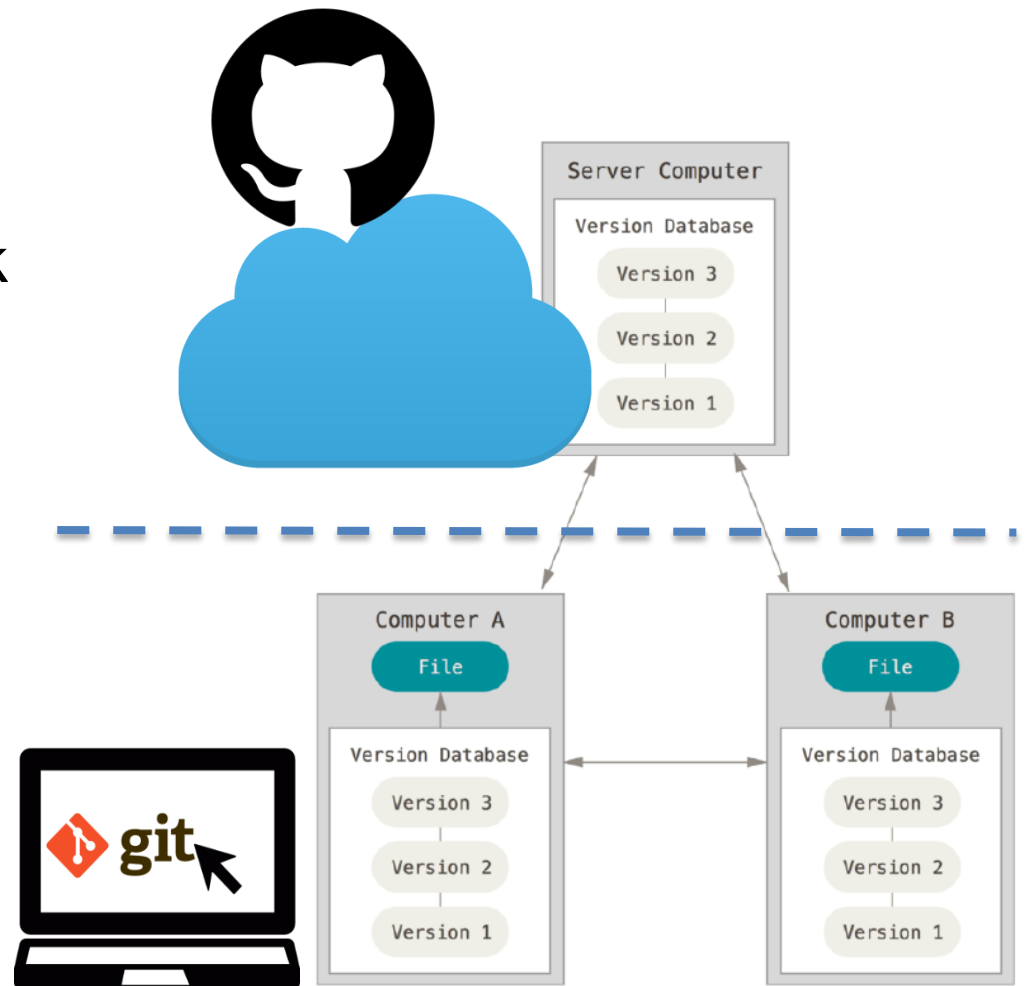 Server Computer
Version Database
Version 3
Version 2
Version 1
Computer A
File
Version Database
Version 3
Version 2
Version 1
Computer B
File
Version Database
Version 3
Version 2
Version 1
git